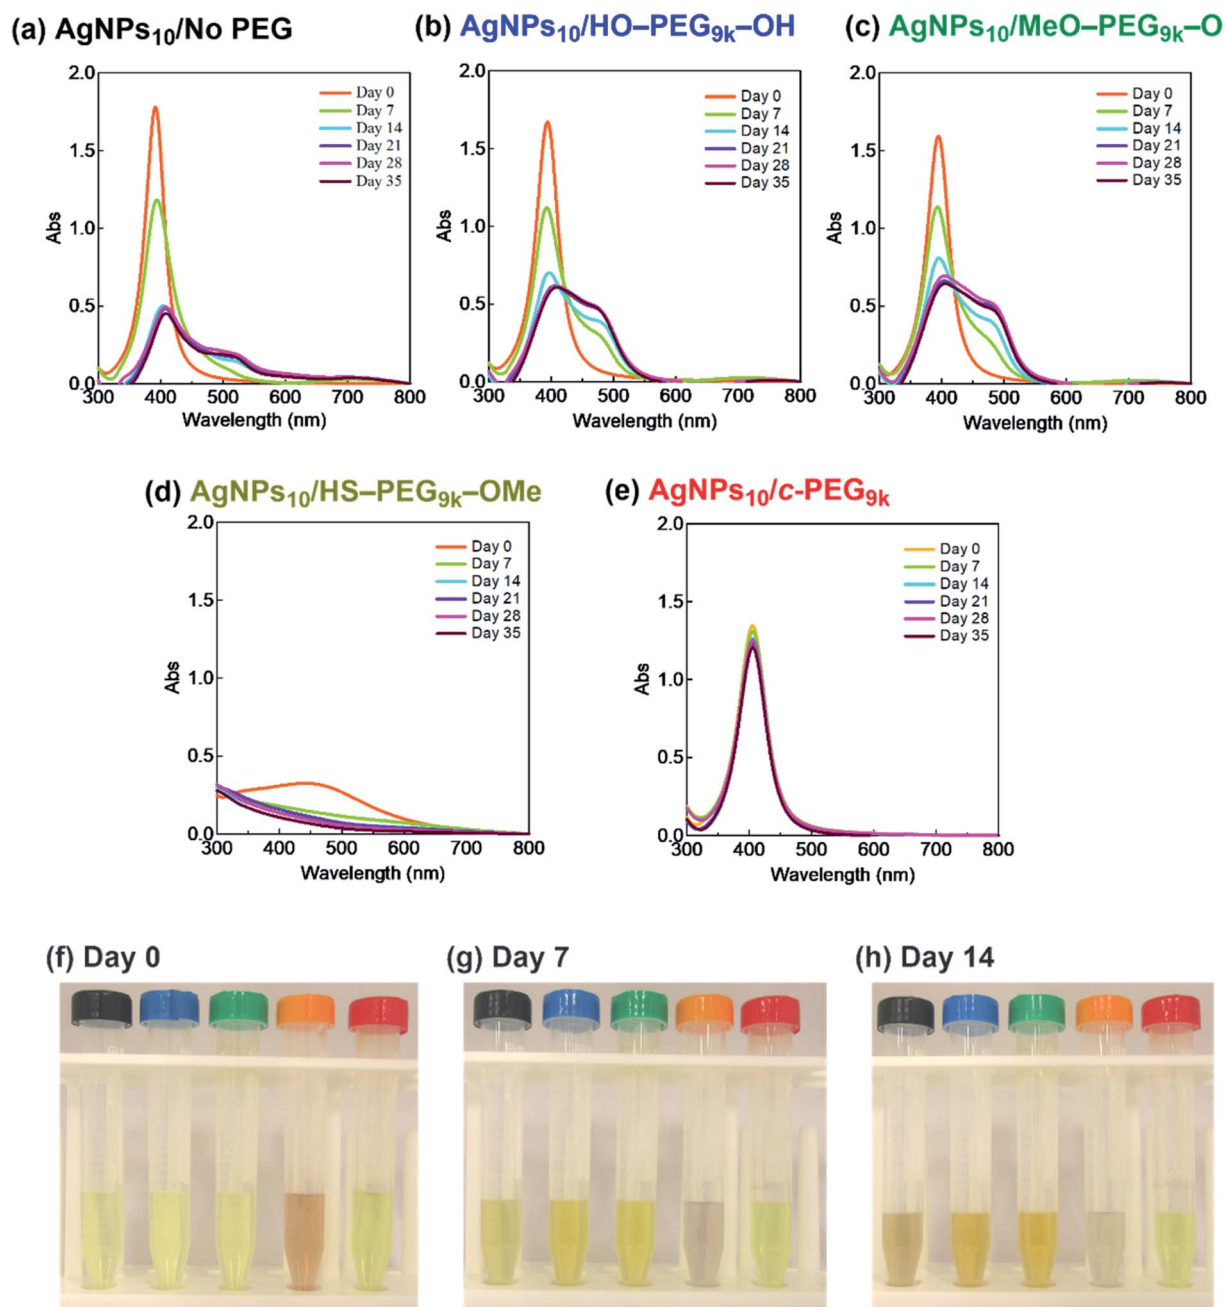 (a) AgNPs10/No PEG
(b) AgNPs10/HO–PEG9k–OH
(c) AgNPs10/MeO–PEG9k–O
2.0
1.5
1.0
0.5
0.0
Abs
300 400 500 600 700 800
Wavelength (nm)
Day 0
Day 7
Day 14
Day 21
Day 28
Day 35
2.0
1.5
1.0
0.5
0.0
Abs
300 400 500 600 700 800
Wavelength (nm)
Day 0
Day 7
Day 14
Day 21
Day 28
Day 35
2.0
1.5
1.0
0.5
0.0
Abs
300 400 500 600 700 800
Wavelength (nm)
Day 0
Day 7
Day 14
Day 21
Day 28
Day 35
(d) AgNPs10/HS–PEG9k–OMe
(e) AgNPs10/c-PEG9k
2.0
1.5
1.0
0.5
0.0
Abs
300 400 500 600 700 800
Wavelength (nm)
Day 0
Day 7
Day 14
Day 21
Day 28
Day 35
2.0
1.5
1.0
0.5
0.0
Abs
300 400 500 600 700 800
Wavelength (nm)
Day 0
Day 7
Day 14
Day 21
Day 28
Day 35
(f) Day 0
(g) Day 7
(h) Day 14